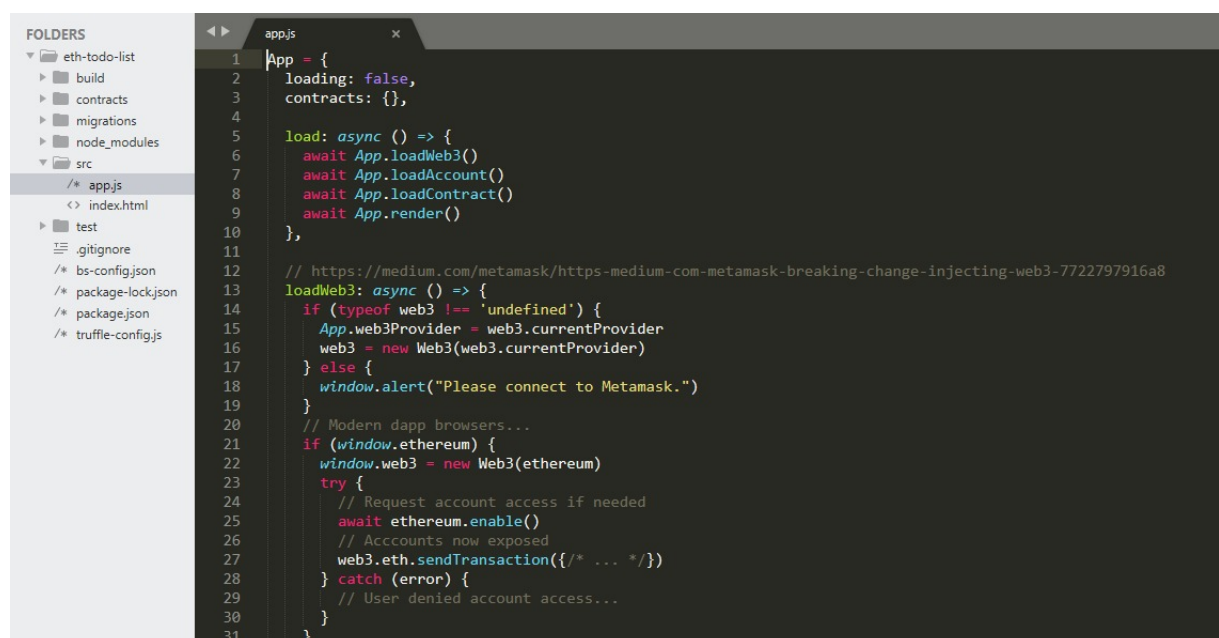 FOLDERS
eth-todo-list
build
contracts
migrations
node_modules
src
/* app.js
<> index.html
test
.gitignore
/* bs-config.json
/* package-lock.json
/* package.json
/* truffle-config.js
app.js ×
1 App = {
2 loading: false,
3 contracts: {},
4
5 load: async () => {
6 await App.loadWeb3()
7 await App.loadAccount()
8 await App.loadContract()
9 await App.render()
10 },
11
12 // https://medium.com/metamask/https-medium-com-metamask-breaking-change-injecting-web3-7722797916a8
13 loadWeb3: async () => {
14 if (typeof web3 !== 'undefined') {
15 App.web3Provider = web3.currentProvider
16 web3 = new Web3(web3.currentProvider)
17 } else {
18 window.alert("Please connect to Metamask.")
19 }
20 // Modern dapp browsers...
21 if (window.ethereum) {
22 window.web3 = new Web3(ethereum)
23 try {
24 // Request account access if needed
25 await ethereum.enable()
26 // Acccounts now exposed
27 web3.eth.sendTransaction({/* ... */})
28 } catch (error) {
29 // User denied account access...
30 }
31 }